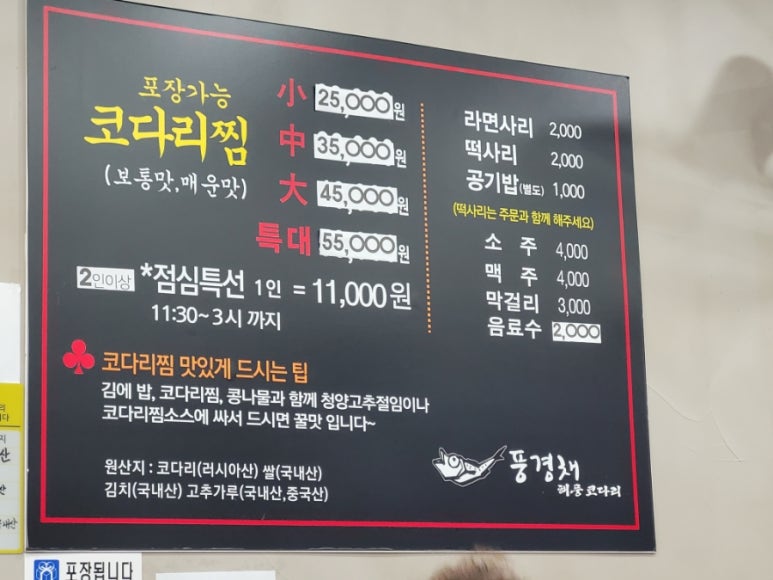 포장가능
코다리찜
(보통맛,매운맛)
小 25,000원
中 35,000원
大 45,000원
특대 55,000원
2인이상 *점심특선 1인 = 11,000원
11:30~3시 까지
라면사리 2,000
떡사리 2,000
공기밥(별도) 1,000
(떡사리는 주문과 함께 해주세요)
소 주 4,000
맥 주 4,000
막걸리 3,000
음료수 2,000
♣ 코다리찜 맛있게 드시는 팁
김에 밥, 코다리찜, 콩나물과 함께 청양고추절임이나
코다리찜소스에 싸서 드시면 꿀맛 입니다~
원산지 : 코다리(러시아산) 쌀(국내산)
김치(국내산) 고추가루(국내산,중국산)
풍경채
해.풍 코다리
포장됩니다